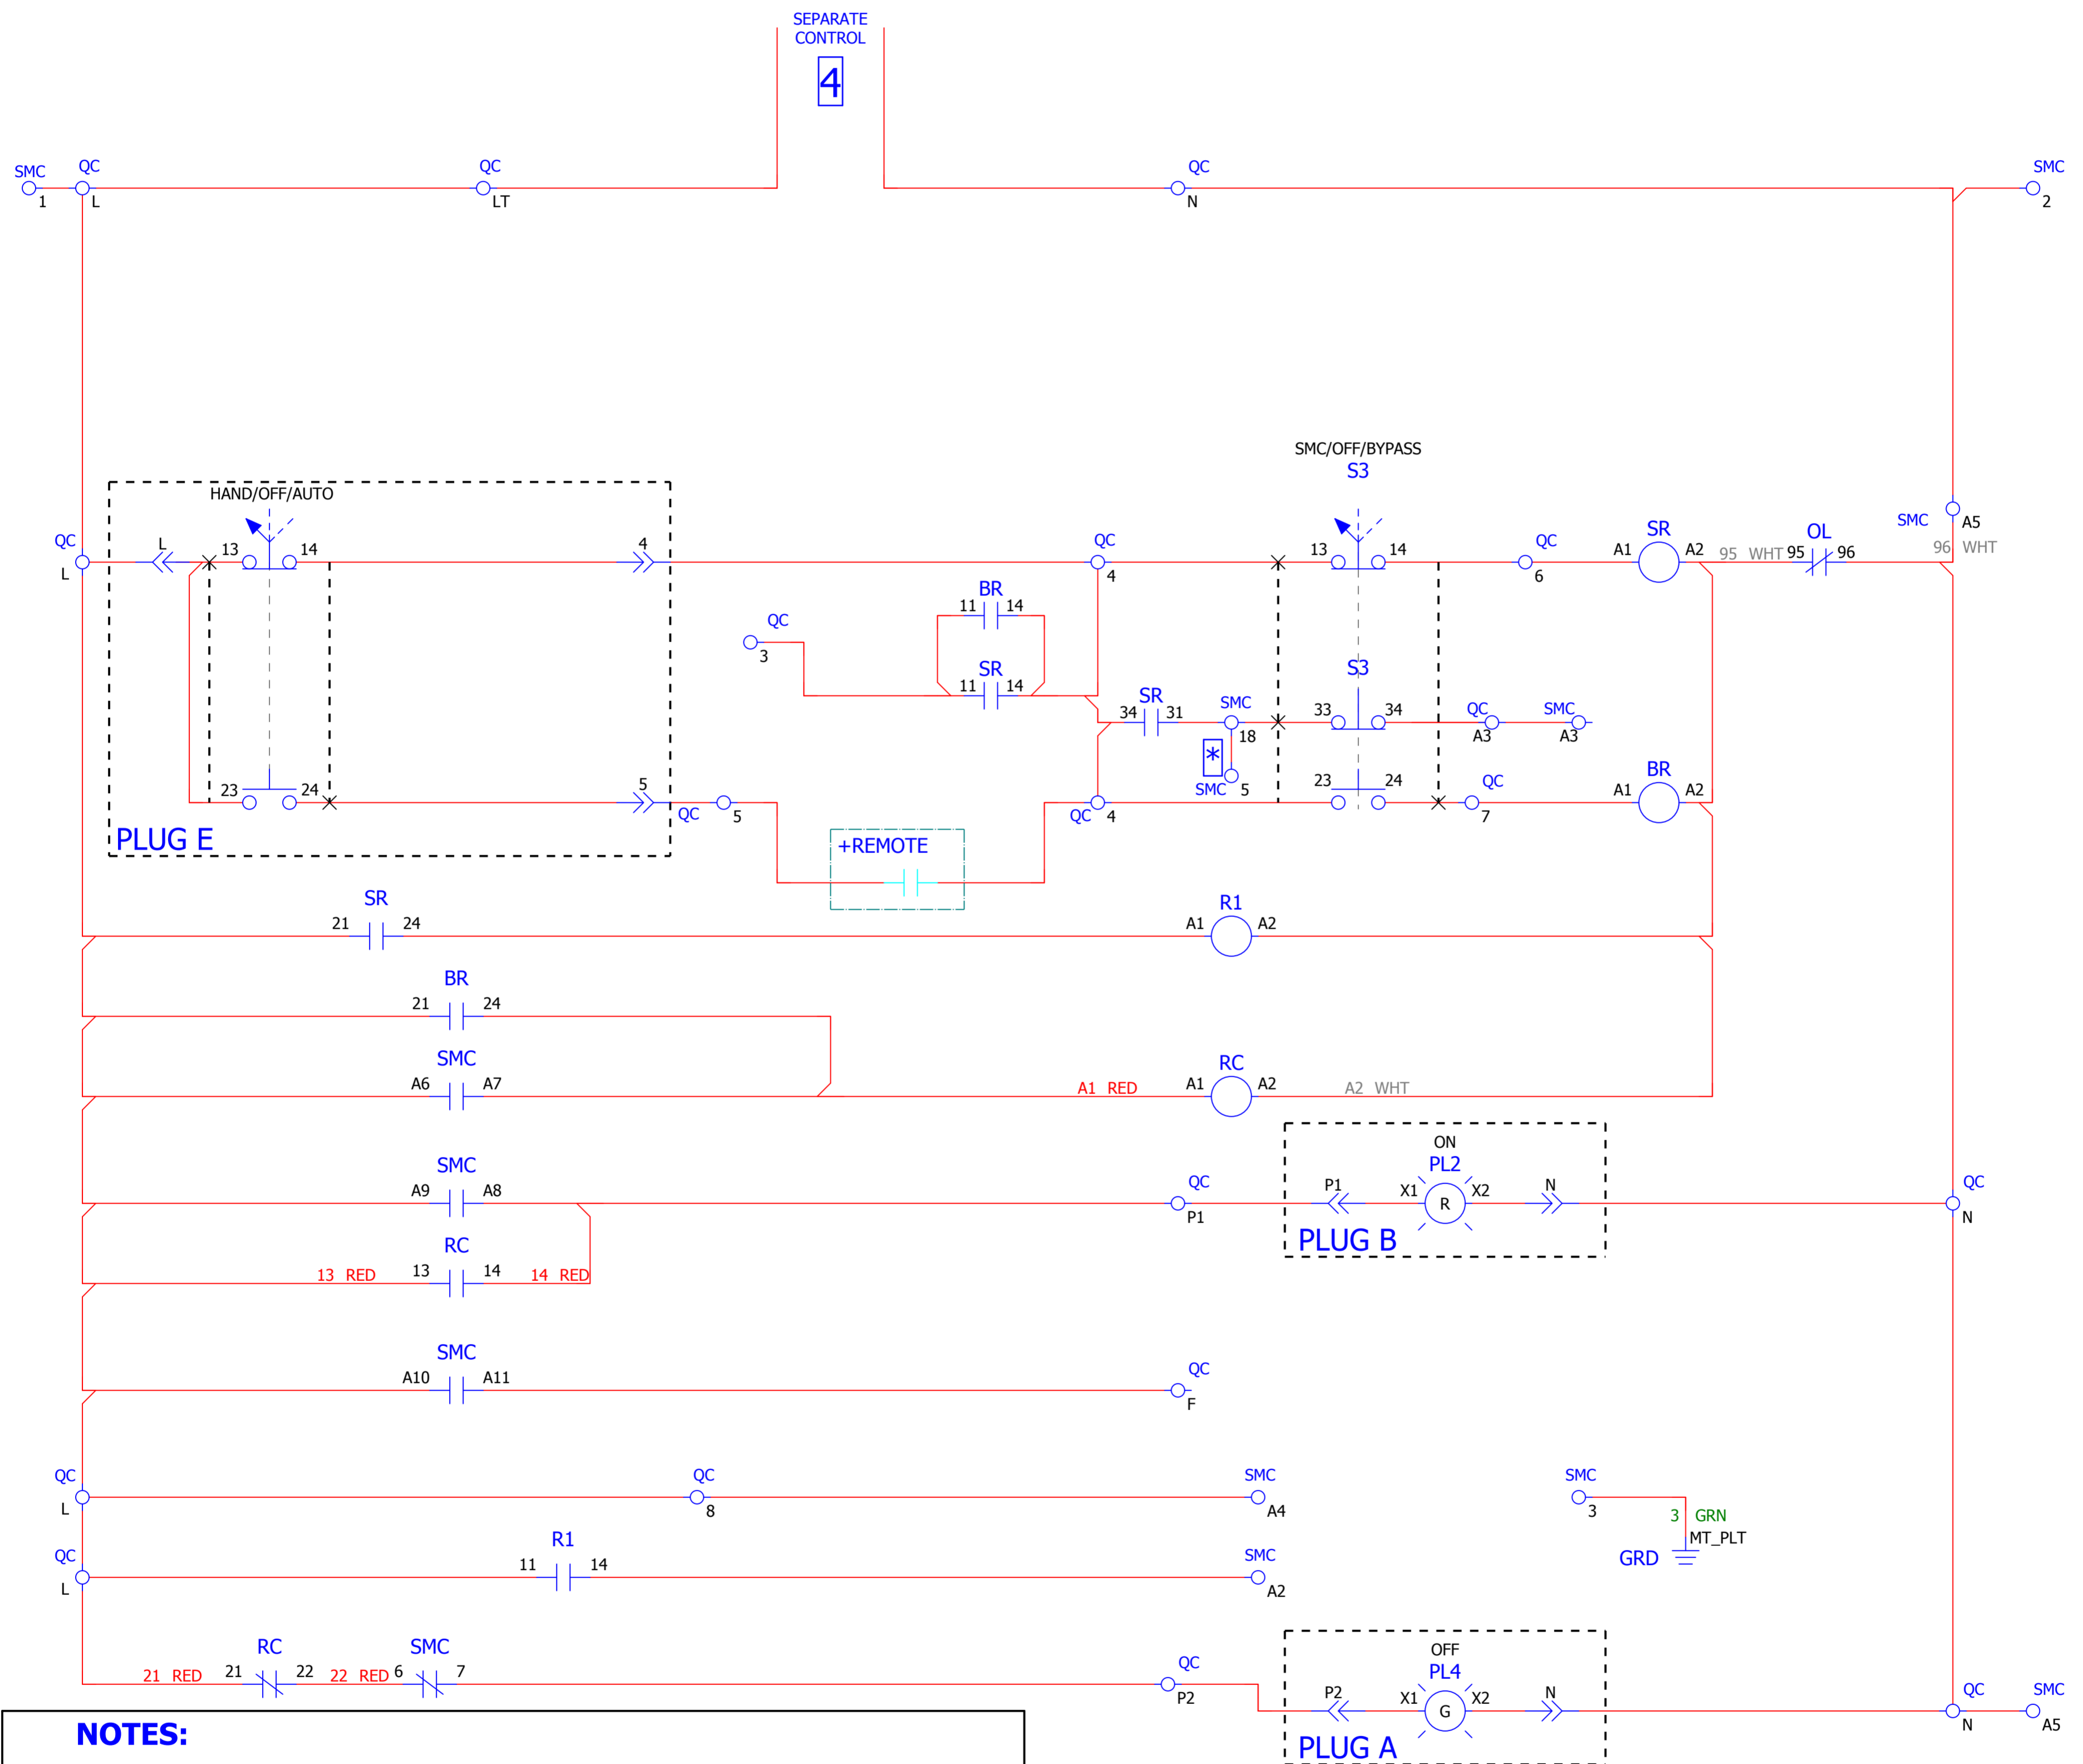 SEPARATE
CONTROL
4
SMC
QC
QC
QC
SMC
1
L
LT
N
2
SMC/OFF/BYPASS
S3
HAND/OFF/AUTO
QC
L
L
13
14
4
QC
4
13
14
QC
6
SR
A1
A2
95 WHT
95
OL
96
SMC
A5
96 WHT
BR
11
14
QC
3
SR
11
14
SR
34
31
SMC
18
*
SMC 5
S3
33
34
QC
A3
SMC
A3
23
24
5
QC
5
QC 4
23
24
QC
7
BR
A1
A2
PLUG E
+REMOTE
SR
21
24
R1
A1
A2
BR
21
24
SMC
A6
A7
A1 RED
RC
A1
A2
A2 WHT
SMC
A9
A8
QC
P1
ON
PL2
P1
X1
R
X2
N
QC
N
PLUG B
RC
13 RED
13
14
14 RED
SMC
A10
A11
QC
F
QC
L
QC
8
SMC
A4
SMC
3
3 GRN
MT_PLT
GRD
QC
L
R1
11
14
SMC
A2
RC
21 RED
21
22
22 RED
SMC
6
7
QC
P2
OFF
PL4
P2
X1
G
X2
N
QC
N
SMC
A5
PLUG A
NOTES: